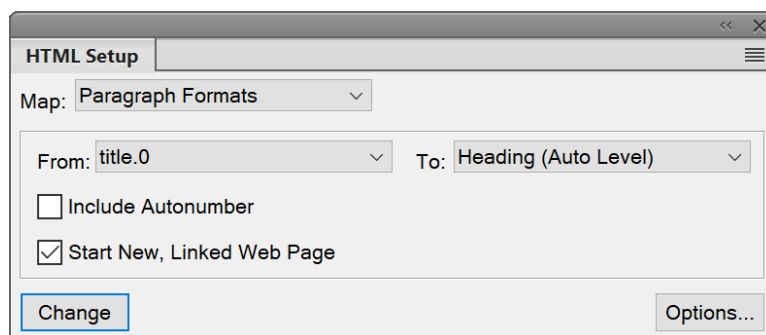 HTML Setup
Map: Paragraph Formats
From: title.0 To: Heading (Auto Level)
Include Autonumber
Start New, Linked Web Page
Change Options...